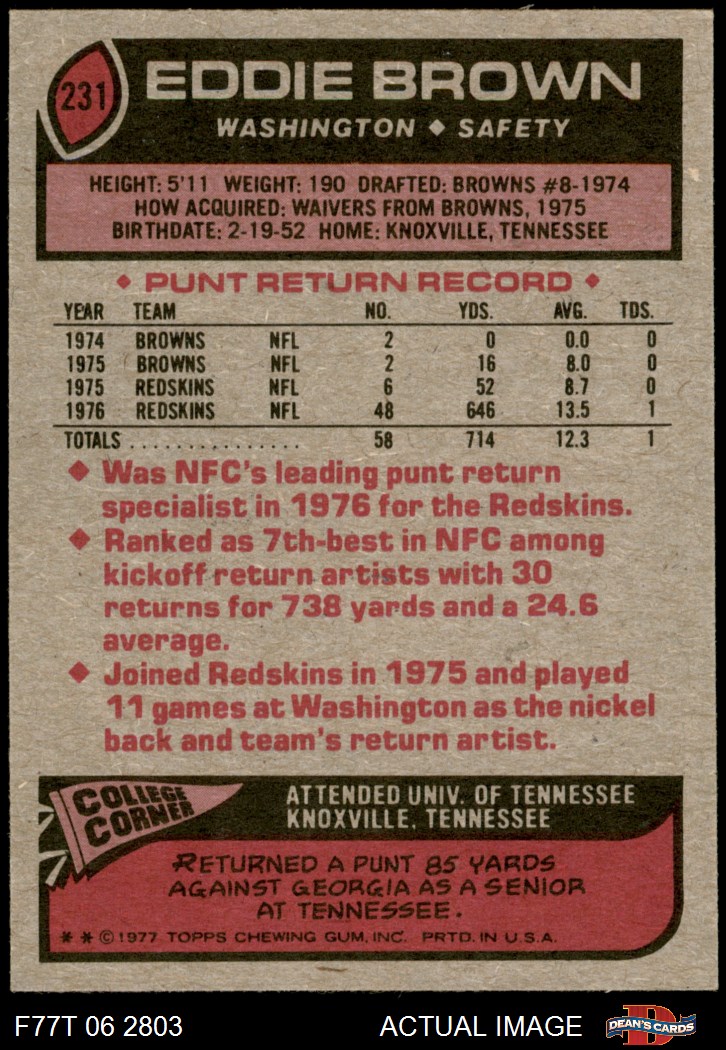 231
EDDIE BROWN
WASHINGTON ◆ SAFETY
HEIGHT: 5'11 WEIGHT: 190 DRAFTED: BROWNS #8-1974
HOW ACQUIRED: WAIVERS FROM BROWNS, 1975
BIRTHDATE: 2-19-52 HOME: KNOXVILLE, TENNESSEE
◆ PUNT RETURN RECORD ◆
YEAR TEAM NO. YDS. AVG. TDS.
1974 BROWNS NFL 2 0 0.0 0
1975 BROWNS NFL 2 16 8.0 0
1975 REDSKINS NFL 6 52 8.7 0
1976 REDSKINS NFL 48 646 13.5 1
TOTALS . . . . . . . . . . . . . . . 58 714 12.3 1
◆ Was NFC's leading punt return
specialist in 1976 for the Redskins.
◆ Ranked as 7th-best in NFC among
kickoff return artists with 30
returns for 738 yards and a 24.6
average.
◆ Joined Redskins in 1975 and played
11 games at Washington as the nickel
back and team's return artist.
COLLEGE
CORNER
ATTENDED UNIV. OF TENNESSEE
KNOXVILLE, TENNESSEE
RETURNED A PUNT 85 YARDS
AGAINST GEORGIA AS A SENIOR
AT TENNESSEE.
* * © 1977 TOPPS CHEWING GUM, INC. PRTD. IN U.S.A.
F77T 06 2803 ACTUAL IMAGE
D
DEAN'S CARDS